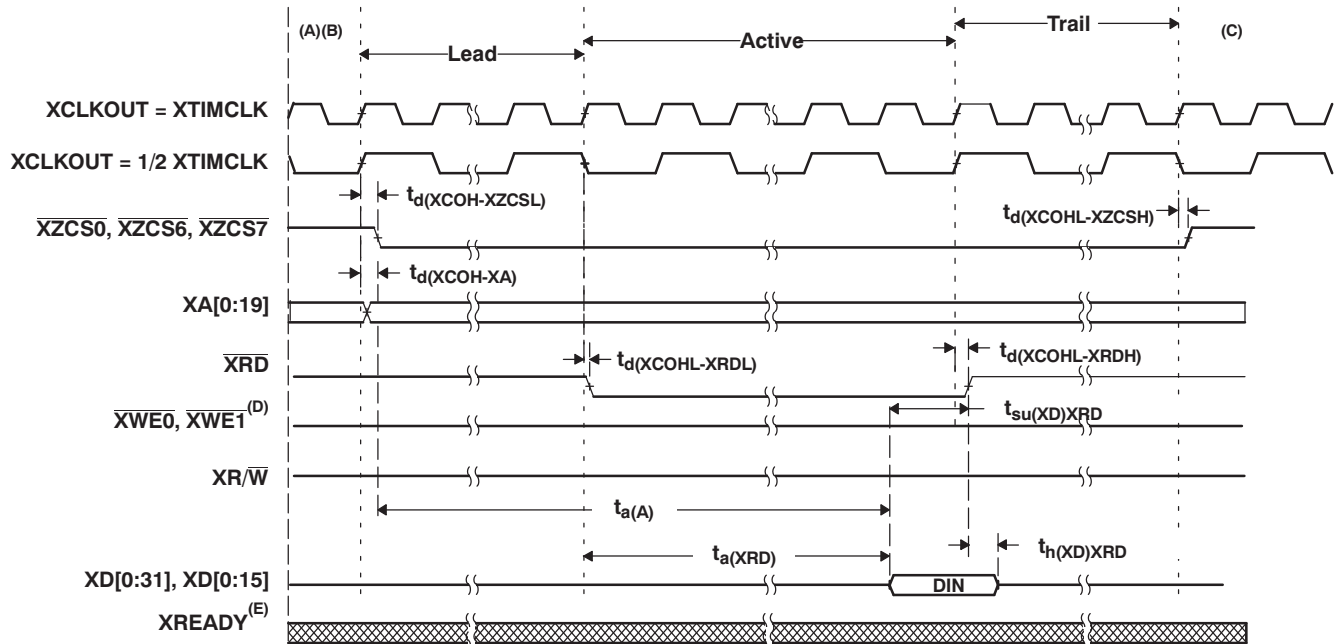 (A)(B)
Lead
Active
Trail
(C)
XCLKOUT = XTIMCLK
XCLKOUT = 1/2 XTIMCLK
td(XCOH-XZCSL)
XZCS0, XZCS6, XZCS7
td(XCOHL-XZCSH)
td(XCOH-XA)
XA[0:19]
XRD
td(XCOHL-XRDL)
td(XCOHL-XRDH)
tsu(XD)XRD
XWE0, XWE1(D)
XR/W
ta(A)
ta(XRD)
th(XD)XRD
XD[0:31], XD[0:15]
DIN
XREADY(E)